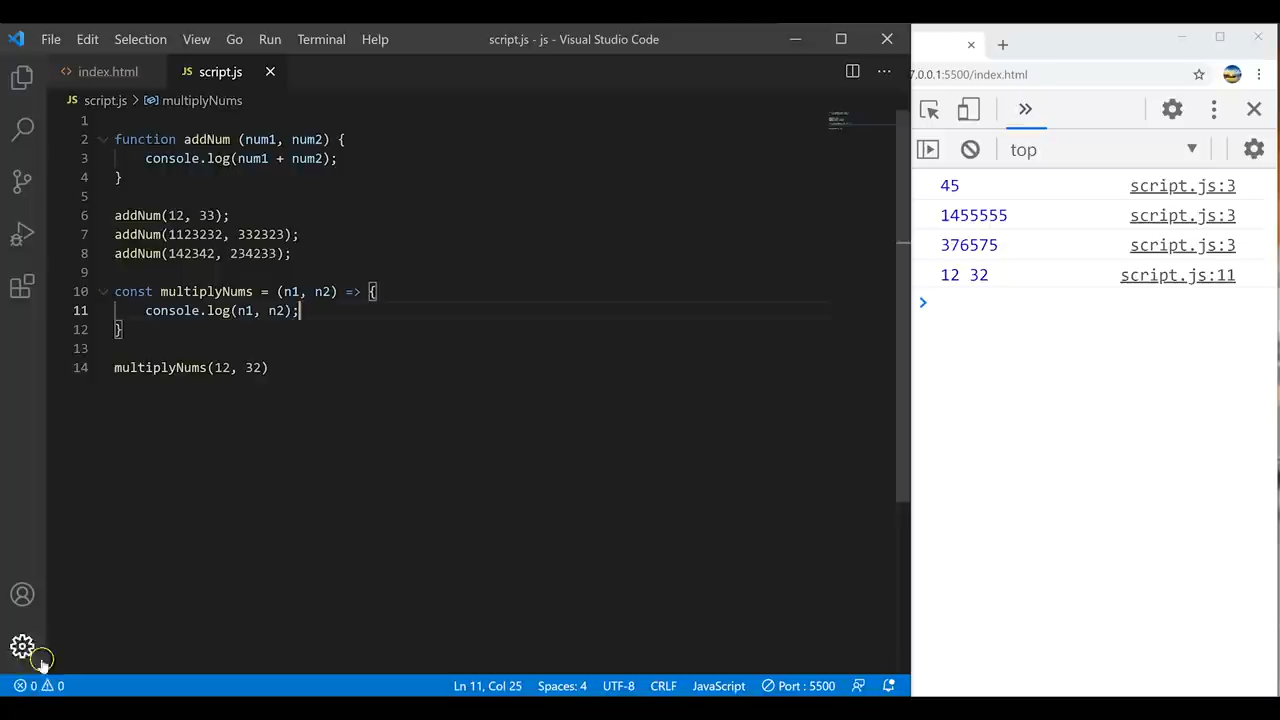 File Edit Selection View Go Run Terminal Help script.js - js - Visual Studio Code
index.html JS script.js
JS script.js > multiplyNums
1
2 function addNum (num1, num2) {
3 console.log(num1 + num2);
4 }
5
6 addNum(12, 33);
7 addNum(1123232, 332323);
8 addNum(142342, 234233);
9
10 const multiplyNums = (n1, n2) => {
11 console.log(n1, n2);
12 }
13
14 multiplyNums(12, 32)
0 0 Ln 11, Col 25 Spaces: 4 UTF-8 CRLF JavaScript Port : 5500
7.0.0.1:5500/index.html
top
45 script.js:3
1455555 script.js:3
376575 script.js:3
12 32 script.js:11